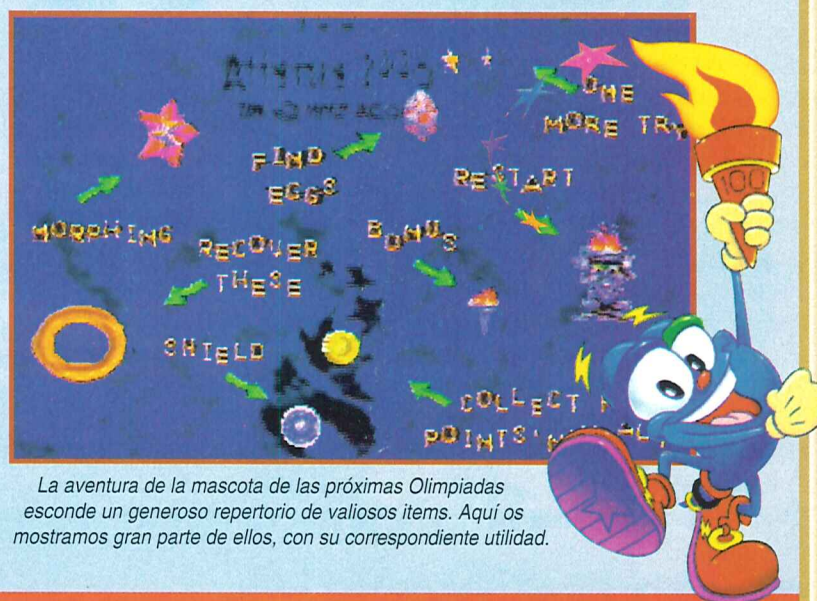 ONE
MORE TRY
FIND
EGGS
RESTART
MORPHING
RECOVER
THESE
BONUS
SHIELD
COLLECT
POINTS
100
La aventura de la mascota de las próximas Olimpiadas
esconde un generoso repertorio de valiosos items. Aquí os
mostramos gran parte de ellos, con su correspondiente utilidad.